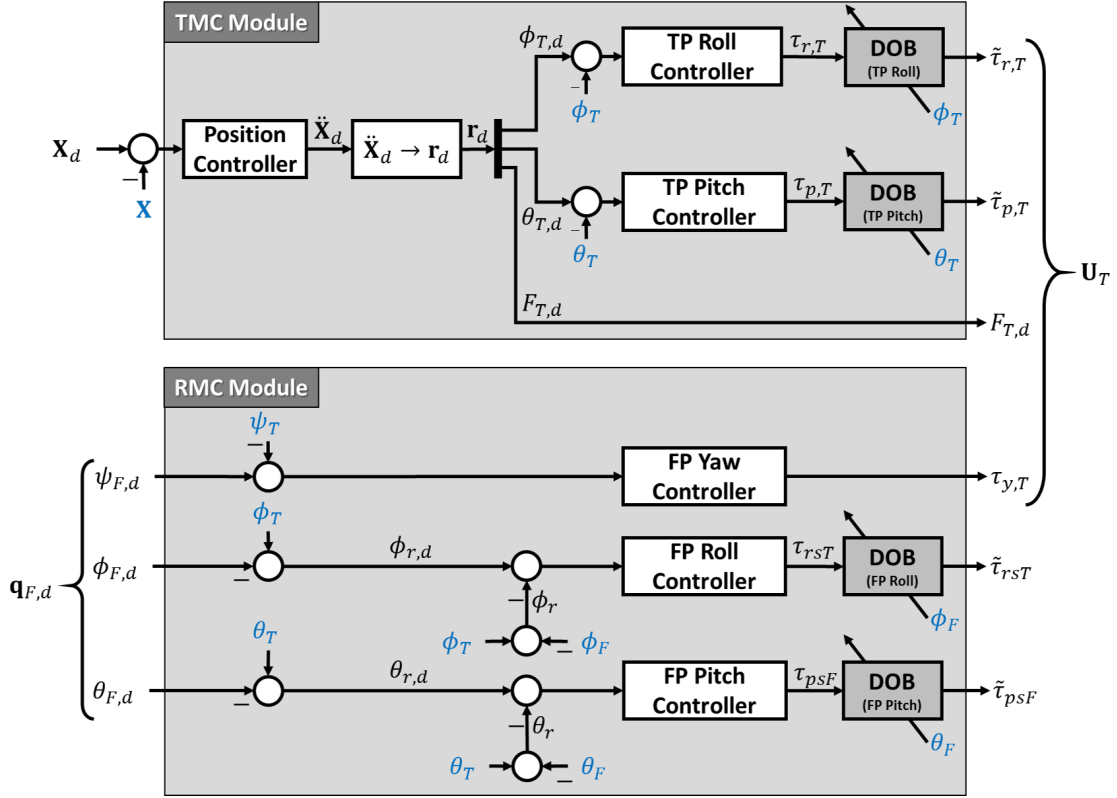 TMC Module
X_d
−
X
Position
Controller
Ẍ_d
Ẍ_d → r_d
r_d
ϕ_{T,d}
−
ϕ_T
TP Roll
Controller
τ_{r,T}
DOB
(TP Roll)
ϕ_T
τ̃_{r,T}
θ_{T,d}
−
θ_T
TP Pitch
Controller
τ_{p,T}
DOB
(TP Pitch)
θ_T
τ̃_{p,T}
F_{T,d}
F_{T,d}
U_T
RMC Module
q_{F,d}
ψ_{F,d}
ψ_T
−
FP Yaw
Controller
τ_{y,T}
ϕ_{F,d}
ϕ_T
−
ϕ_{r,d}
− ϕ_r
ϕ_T
− ϕ_F
FP Roll
Controller
τ_{rsT}
DOB
(FP Roll)
ϕ_F
τ̃_{rsT}
θ_{F,d}
θ_T
−
θ_{r,d}
− θ_r
θ_T
− θ_F
FP Pitch
Controller
τ_{psF}
DOB
(FP Pitch)
θ_F
τ̃_{psF}